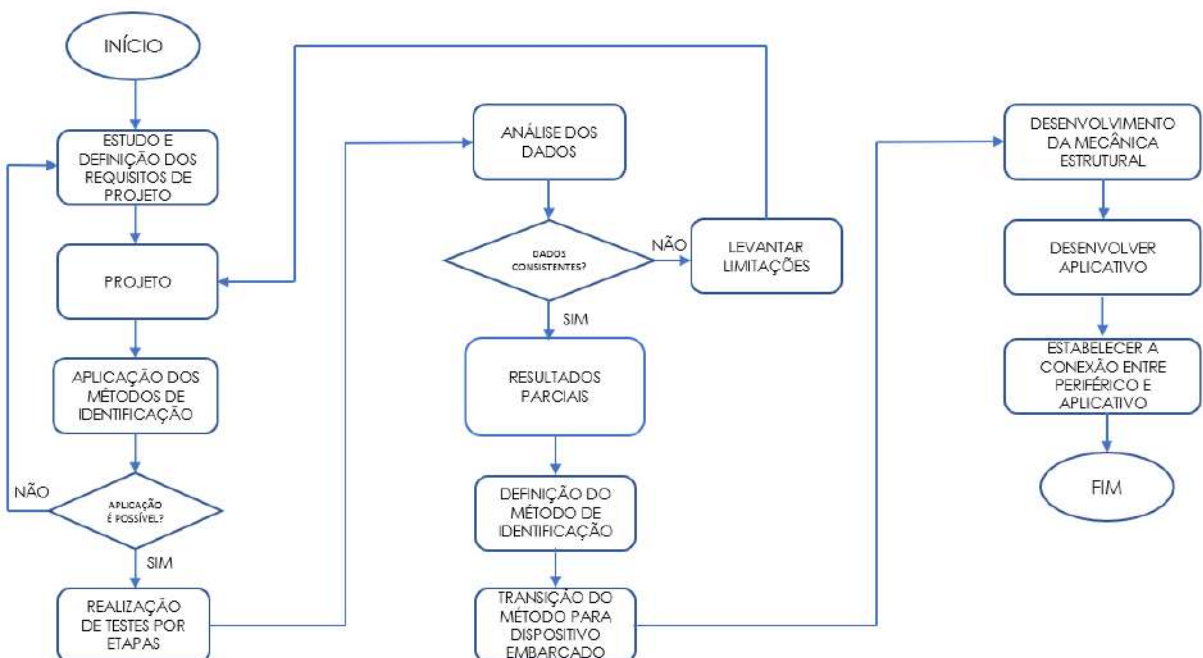 INÍCIO
ESTUDO E
DEFINIÇÃO DOS
REQUISITOS DE
PROJETO
PROJETO
APLICAÇÃO DOS
MÉTODOS DE
IDENTIFICAÇÃO
APLICAÇÃO
É POSSÍVEL?
NÃO
SIM
REALIZAÇÃO
DE TESTES POR
ETAPAS
ANÁLISE DOS
DADOS
DADOS
CONSISTENTES?
NÃO
LEVANTAR
LIMITAÇÕES
SIM
RESULTADOS
PARCIAIS
DEFINIÇÃO DO
MÉTODO DE
IDENTIFICAÇÃO
TRANSIÇÃO DO
MÉTODO PARA
DISPOSITIVO
EMBARCADO
DESENVOLVIMENTO
DA MECÂNICA
ESTRUTURAL
DESENVOLVER
APLICATIVO
ESTABELECER A
CONEXÃO ENTRE
PERIFÉRICO E
APLICATIVO
FIM